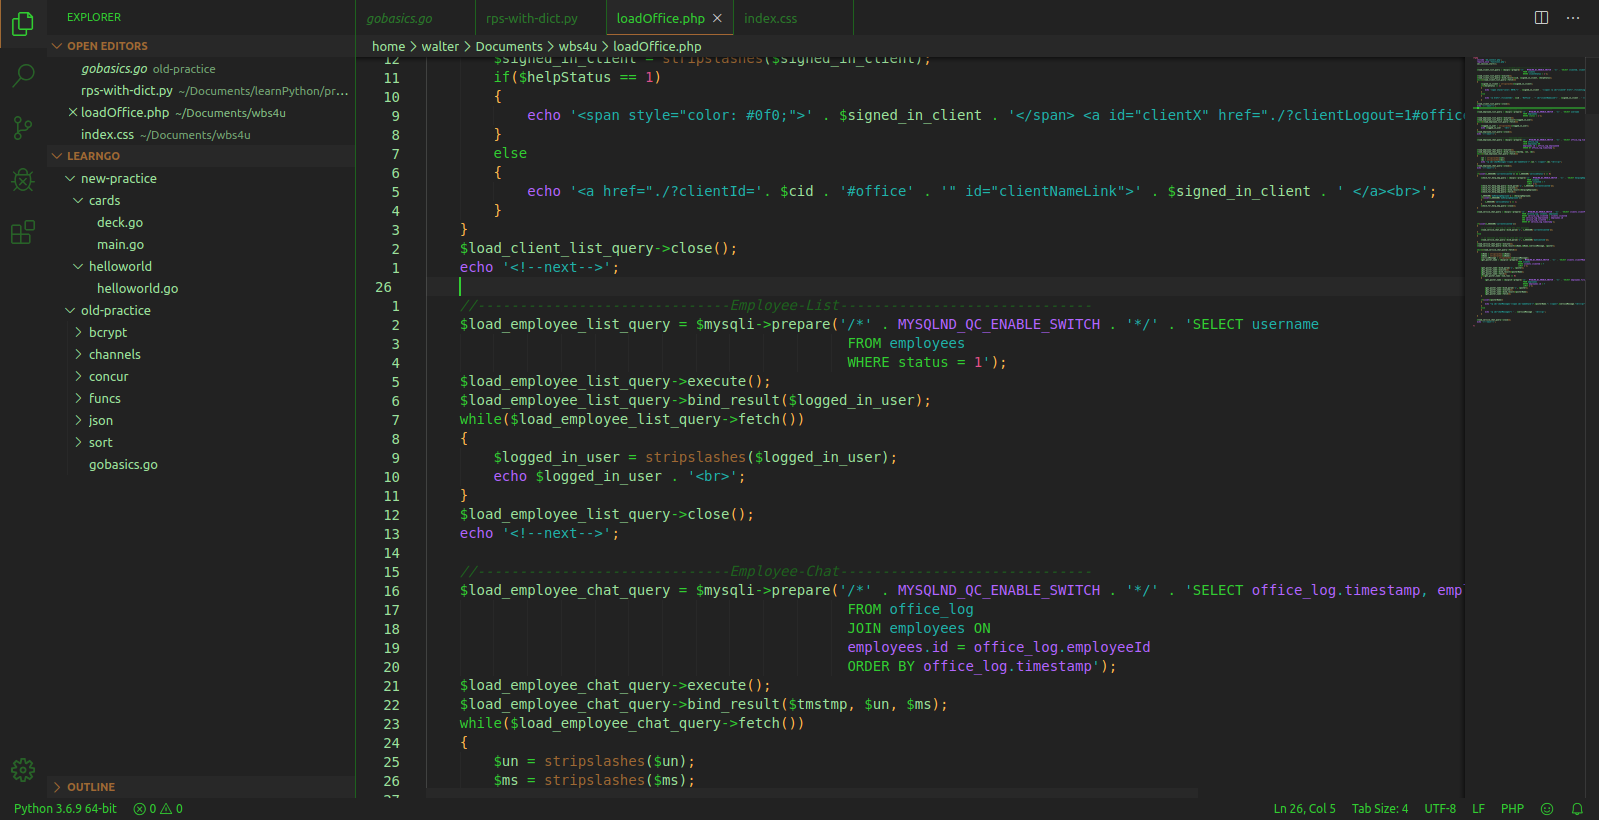 EXPLORER
OPEN EDITORS
gobasics.go old-practice
rps-with-dict.py ~/Documents/learnPython/pr...
loadOffice.php ~/Documents/wbs4u
index.css ~/Documents/wbs4u
LEARNGO
new-practice
cards
deck.go
main.go
helloworld
helloworld.go
old-practice
bcrypt
channels
concur
funcs
json
sort
gobasics.go
OUTLINE
gobasics.go rps-with-dict.py loadOffice.php index.css
home > walter > Documents > wbs4u > loadOffice.php
12 $signed_in_client = stripslashes($signed_in_client);
11 if($helpStatus == 1)
10 {
9 echo '<span style="color: #0f0;">' . $signed_in_client . '</span> <a id="clientX" href="./?clientLogout=1#offic
8 }
7 else
6 {
5 echo '<a href="./?clientId='. $cid . '#office' . '" id="clientNameLink">' . $signed_in_client . ' </a><br>';
4 }
3 }
2 $load_client_list_query->close();
1 echo '<!--next-->';
26
1 //------------------------------Employee-List------------------------------
2 $load_employee_list_query = $mysqli->prepare('/*' . MYSQLND_QC_ENABLE_SWITCH . '*/' . 'SELECT username
3 FROM employees
4 WHERE status = 1');
5 $load_employee_list_query->execute();
6 $load_employee_list_query->bind_result($logged_in_user);
7 while($load_employee_list_query->fetch())
8 {
9 $logged_in_user = stripslashes($logged_in_user);
10 echo $logged_in_user . '<br>';
11 }
12 $load_employee_list_query->close();
13 echo '<!--next-->';
14
15 //------------------------------Employee-Chat------------------------------
16 $load_employee_chat_query = $mysqli->prepare('/*' . MYSQLND_QC_ENABLE_SWITCH . '*/' . 'SELECT office_log.timestamp, emp
17 FROM office_log
18 JOIN employees ON
19 employees.id = office_log.employeeId
20 ORDER BY office_log.timestamp');
21 $load_employee_chat_query->execute();
22 $load_employee_chat_query->bind_result($tmstmp, $un, $ms);
23 while($load_employee_chat_query->fetch())
24 {
25 $un = stripslashes($un);
26 $ms = stripslashes($ms);
27
Python 3.6.9 64-bit 0 0 Ln 26, Col 5 Tab Size: 4 UTF-8 LF PHP